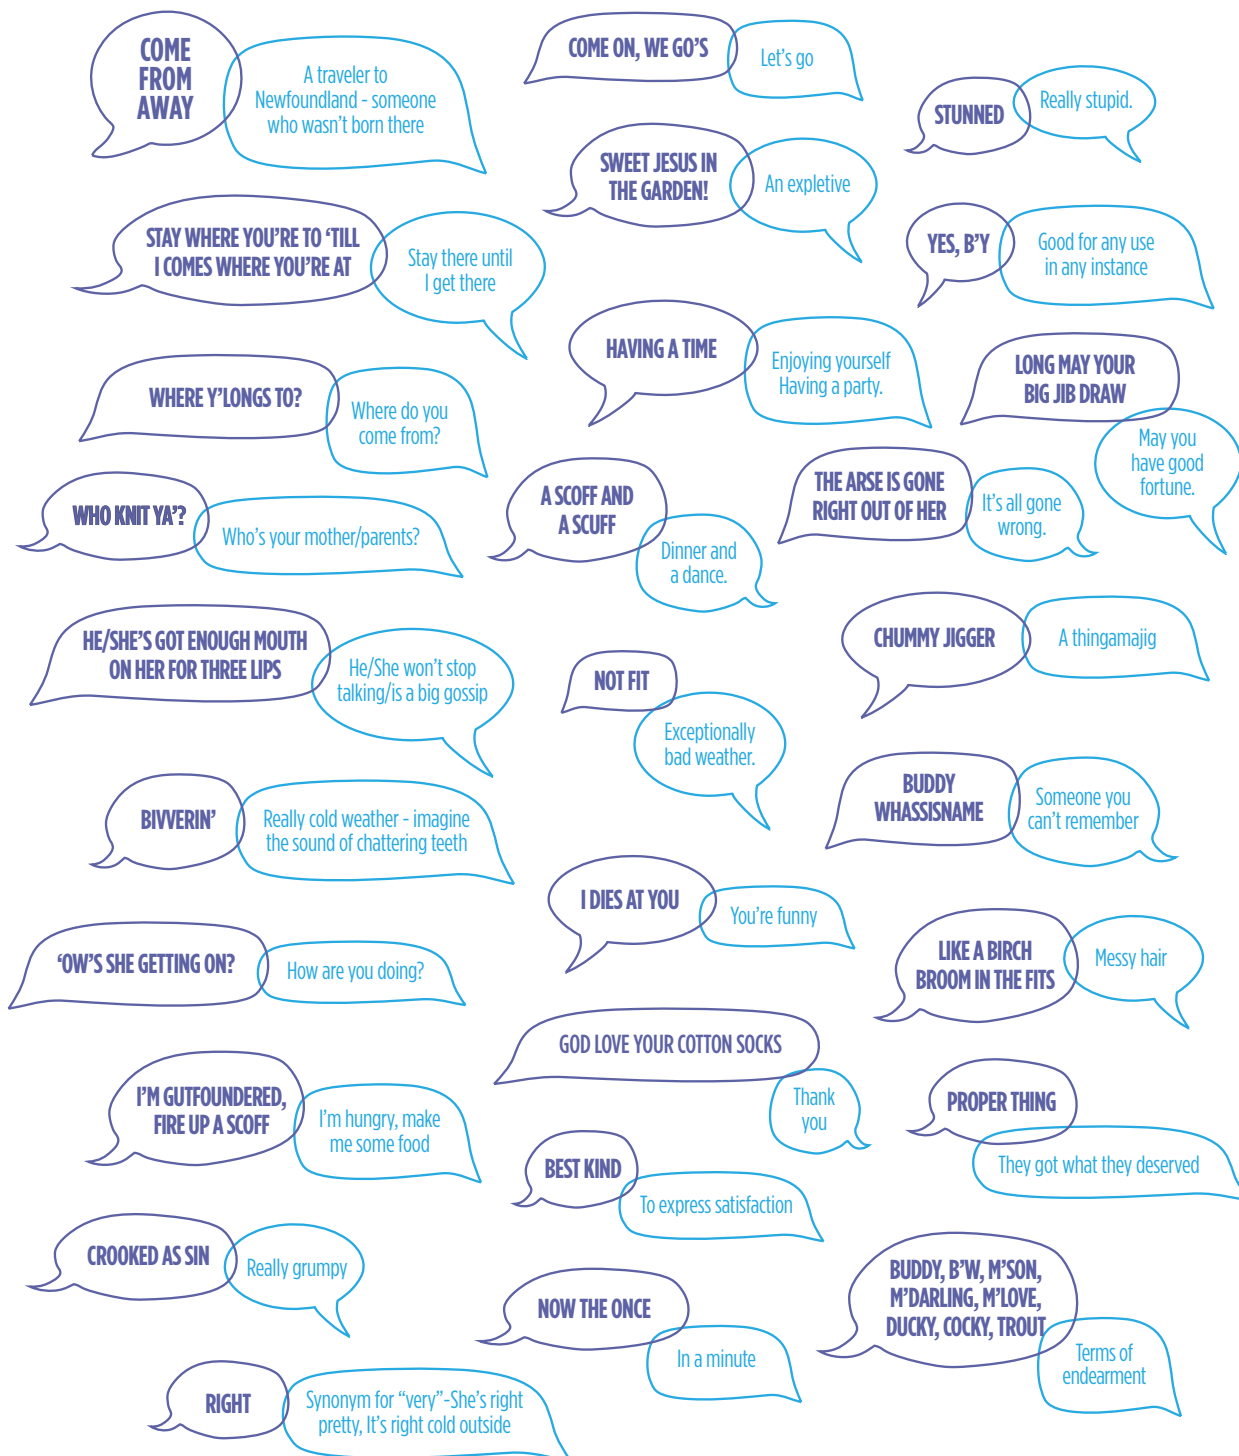 COME
FROM
AWAY
A traveler to
Newfoundland - someone
who wasn't born there
COME ON, WE GO'S
Let's go
STUNNED
Really stupid.
SWEET JESUS IN
THE GARDEN!
An expletive
STAY WHERE YOU'RE TO ‘TILL
I COMES WHERE YOU'RE AT
Stay there until
I get there
YES, B'Y
Good for any use
in any instance
HAVING A TIME
Enjoying yourself
Having a party.
LONG MAY YOUR
BIG JIB DRAW
May you
have good
fortune.
WHERE Y'LONGS TO?
Where do you
come from?
WHO KNIT YA'?
Who's your mother/parents?
A SCOFF AND
A SCUFF
Dinner and
a dance.
THE ARSE IS GONE
RIGHT OUT OF HER
It's all gone
wrong.
HE/SHE'S GOT ENOUGH MOUTH
ON HER FOR THREE LIPS
He/She won't stop
talking/is a big gossip
NOT FIT
Exceptionally
bad weather.
CHUMMY JIGGER
A thingamajig
BIVVERIN'
Really cold weather - imagine
the sound of chattering teeth
BUDDY
WHASSISNAME
Someone you
can't remember
I DIES AT YOU
You're funny
‘OW'S SHE GETTING ON?
How are you doing?
LIKE A BIRCH
BROOM IN THE FITS
Messy hair
GOD LOVE YOUR COTTON SOCKS
Thank
you
I'M GUTFOUNDERED,
FIRE UP A SCOFF
I'm hungry, make
me some food
PROPER THING
They got what they deserved
BEST KIND
To express satisfaction
CROOKED AS SIN
Really grumpy
NOW THE ONCE
In a minute
BUDDY, B'W, M'SON,
M'DARLING, M'LOVE,
DUCKY, COCKY, TROUT
Terms of
endearment
RIGHT
Synonym for “very”-She's right
pretty, It's right cold outside